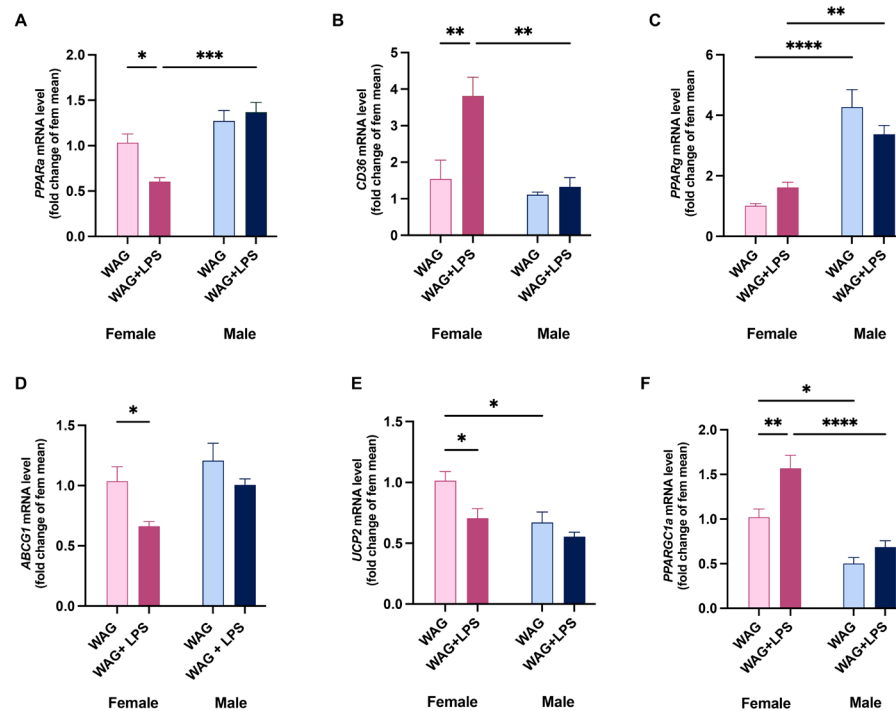 A
PPARa mRNA level
(fold change of fem mean)
2.0
1.5
1.0
0.5
0.0
*
***
WAG
WAG+LPS
WAG
WAG+LPS
Female
Male
B
CD36 mRNA level
(fold change of fem mean)
5
4
3
2
1
0
**
**
WAG
WAG+LPS
WAG
WAG+LPS
Female
Male
C
PPARg mRNA level
(fold change of fem mean)
6
4
2
0
**
****
WAG
WAG+LPS
WAG
WAG+LPS
Female
Male
D
ABCG1 mRNA level
(fold change of fem mean)
1.5
1.0
0.5
0.0
*
WAG
WAG+ LPS
WAG
WAG + LPS
Female
Male
E
UCP2 mRNA level
(fold change of fem mean)
1.5
1.0
0.5
0.0
*
*
WAG
WAG+LPS
WAG
WAG+LPS
Female
Male
F
PPARGC1a mRNA level
(fold change of fem mean)
2.0
1.5
1.0
0.5
0.0
*
**
****
WAG
WAG+LPS
WAG
WAG+LPS
Female
Male